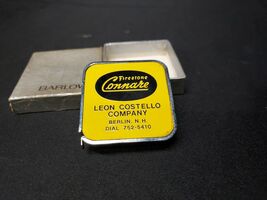 BARLOW
Firestone
Connare
LEON COSTELLO
COMPANY
BERLIN, N.H.
DIAL 752-5410